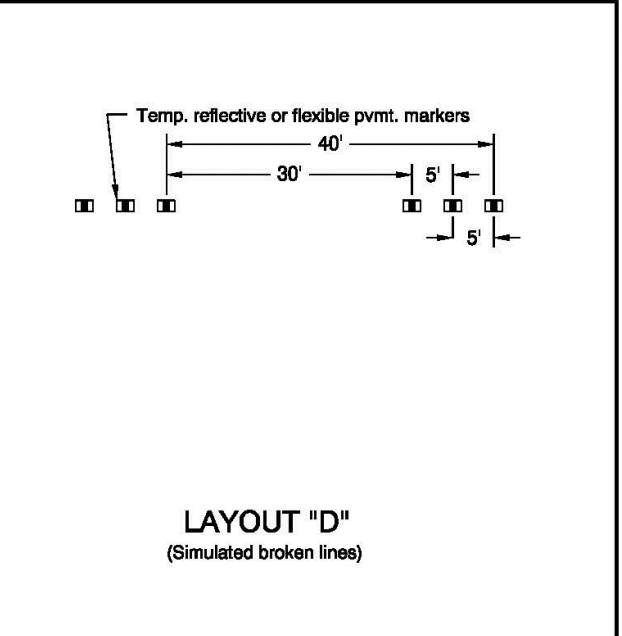 Temp. reflective or flexible pvmt. markers
40'
30'
5'
5'
LAYOUT "D"
(Simulated broken lines)